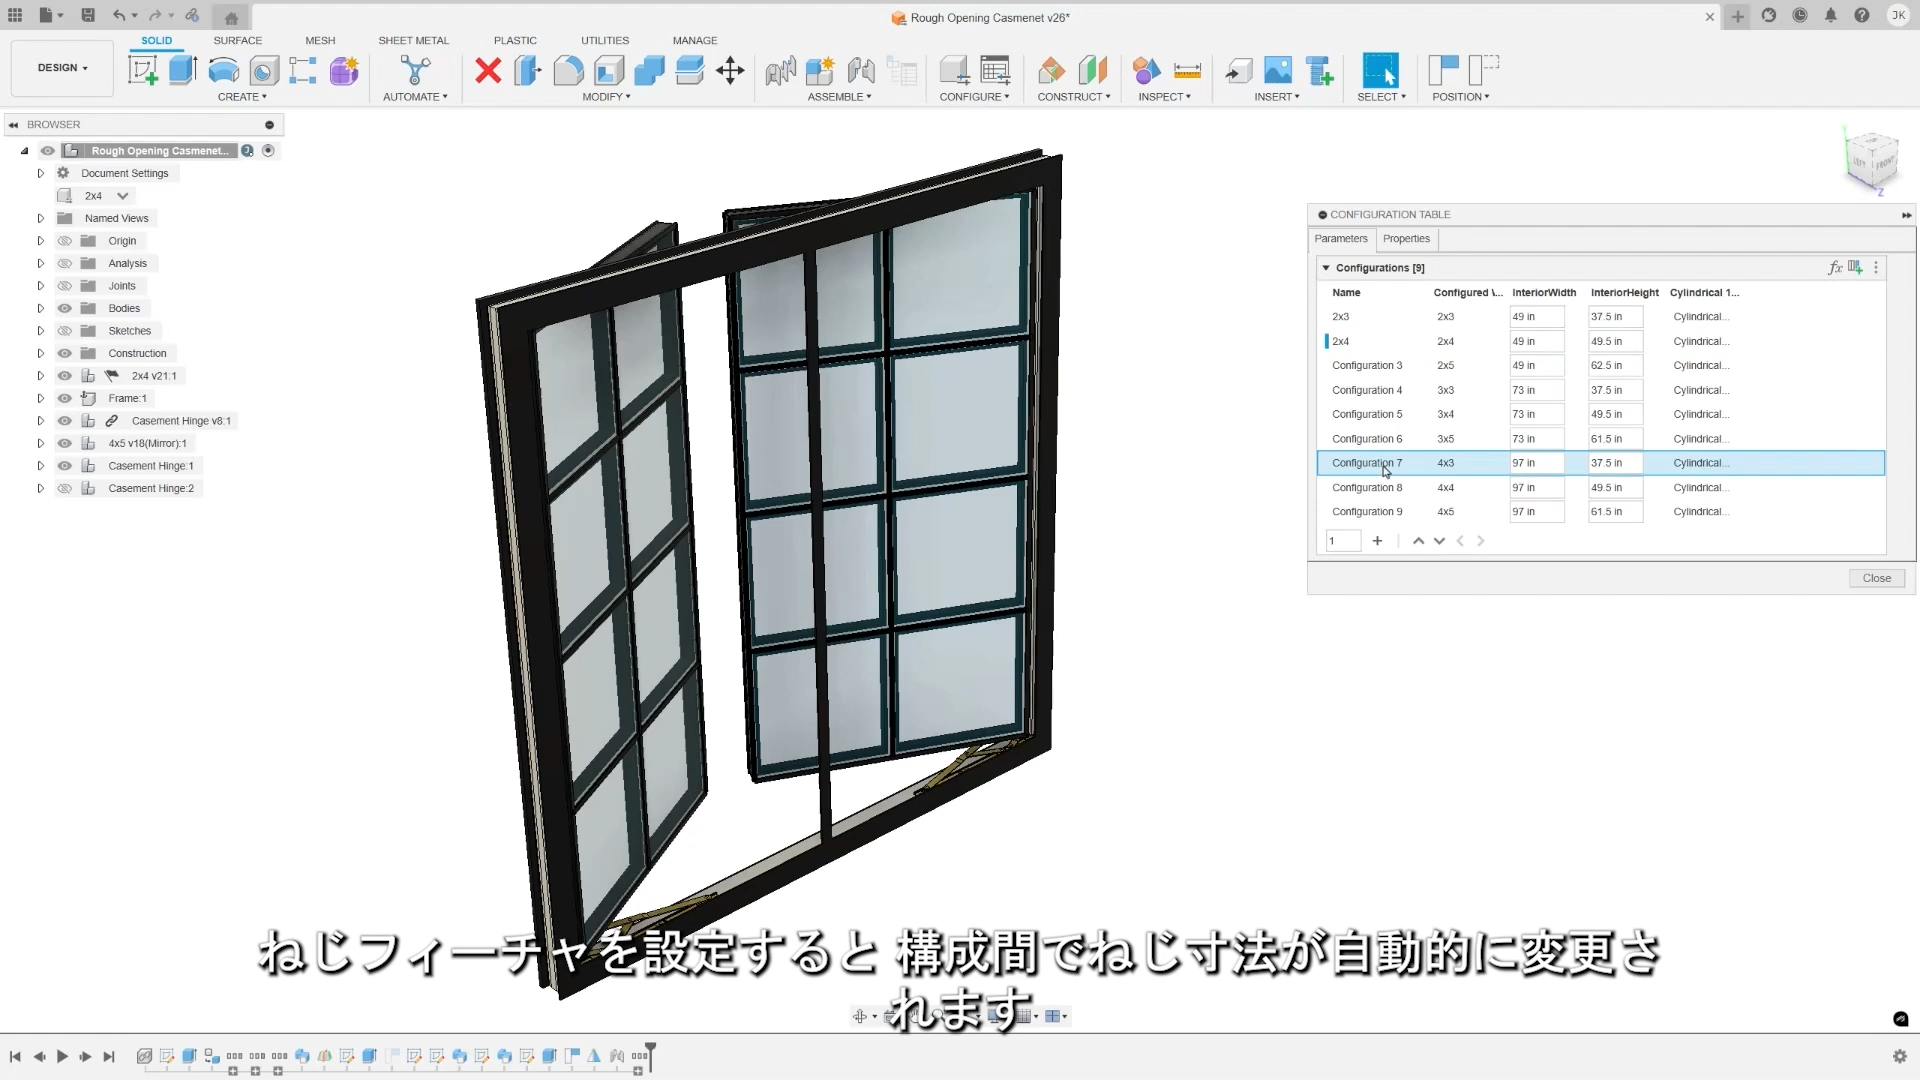 Rough Opening Casmenet v26*
JK
DESIGN
SOLID SURFACE MESH SHEET METAL PLASTIC UTILITIES MANAGE
CREATE AUTOMATE MODIFY ASSEMBLE CONFIGURE CONSTRUCT INSPECT INSERT SELECT POSITION
BROWSER
Rough Opening Casmenet...
Document Settings
2x4
Named Views
Origin
Analysis
Joints
Bodies
Sketches
Construction
2x4 v21:1
Frame:1
Casement Hinge v8:1
4x5 v18(Mirror):1
Casement Hinge:1
Casement Hinge:2
LEFT FRONT
Z
CONFIGURATION TABLE
Parameters Properties
Configurations [9] fx
Name Configured \... InteriorWidth InteriorHeight Cylindrical 1...
2x3 2x3 49 in 37.5 in Cylindrical...
2x4 2x4 49 in 49.5 in Cylindrical...
Configuration 3 2x5 49 in 62.5 in Cylindrical...
Configuration 4 3x3 73 in 37.5 in Cylindrical...
Configuration 5 3x4 73 in 49.5 in Cylindrical...
Configuration 6 3x5 73 in 61.5 in Cylindrical...
Configuration 7 4x3 97 in 37.5 in Cylindrical...
Configuration 8 4x4 97 in 49.5 in Cylindrical...
Configuration 9 4x5 97 in 61.5 in Cylindrical...
1
Close
ねじフィーチャを設定すると 構成間でねじ寸法が自動的に変更さ
れます